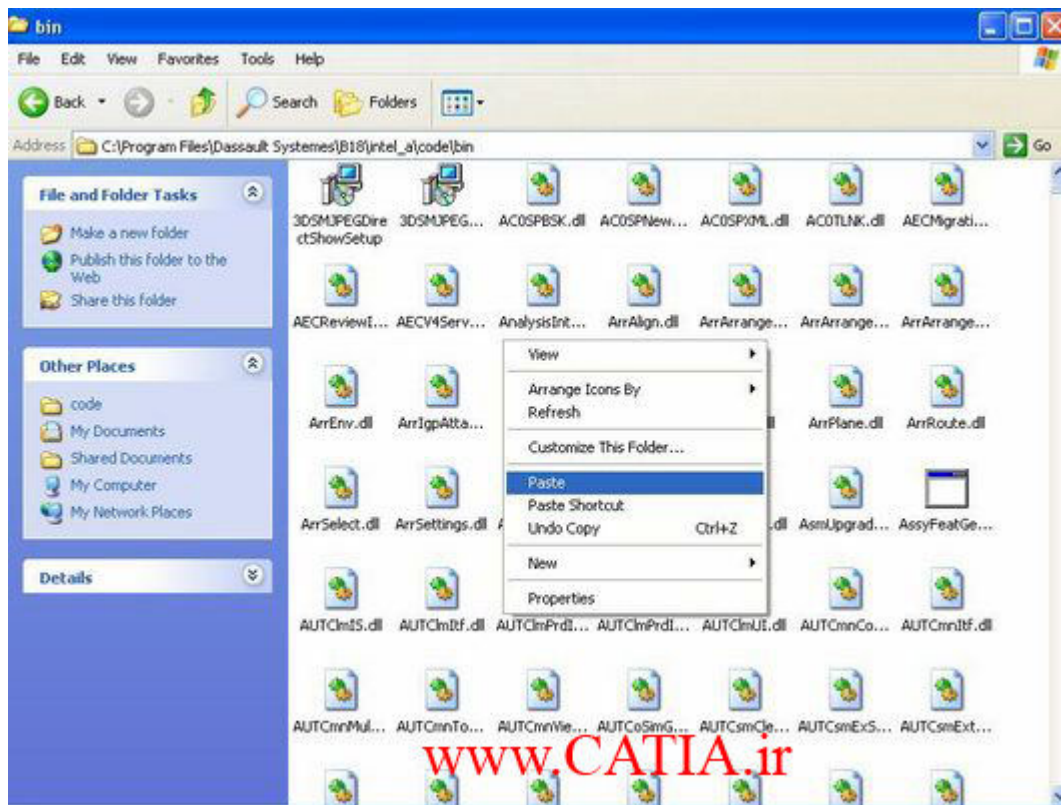 bin
File Edit View Favorites Tools Help
Back Search Folders
Address C:\Program Files\Dassault Systemes\B18\intel_a\code\bin Go
File and Folder Tasks
Make a new folder
Publish this folder to the
Web
Share this folder
Other Places
code
My Documents
Shared Documents
My Computer
My Network Places
Details
3DSMJPEGDire
ctShowSetup
3DSMJPEG... AC0SPBSK.dll AC0SPNew... AC0SPXML.dll AC0TLNK.dll AECMigrati...
AECReviewI... AECV4Serv... AnalysisInt... ArrAlign.dll ArrArrange... ArrArrange... ArrArrange...
ArrEnv.dll ArrIgpAtta... ArrPlane.dll ArrRoute.dll
ArrSelect.dll ArrSettings.dll .dll AsmUpgrad... AssyFeatGe...
AUTClmIS.dll AUTClmItf.dll AUTClmPrdI... AUTClmPrdI... AUTClmUI.dll AUTCmnCo... AUTCmnItf.dll
AUTCmnMul... AUTCmnTo... AUTCmnVie... AUTCoSimG... AUTCsmCle... AUTCsmExS... AUTCsmExt...
View
Arrange Icons By
Refresh
Customize This Folder...
Paste
Paste Shortcut
Undo Copy Ctrl+Z
New
Properties
www.CATIA.ir